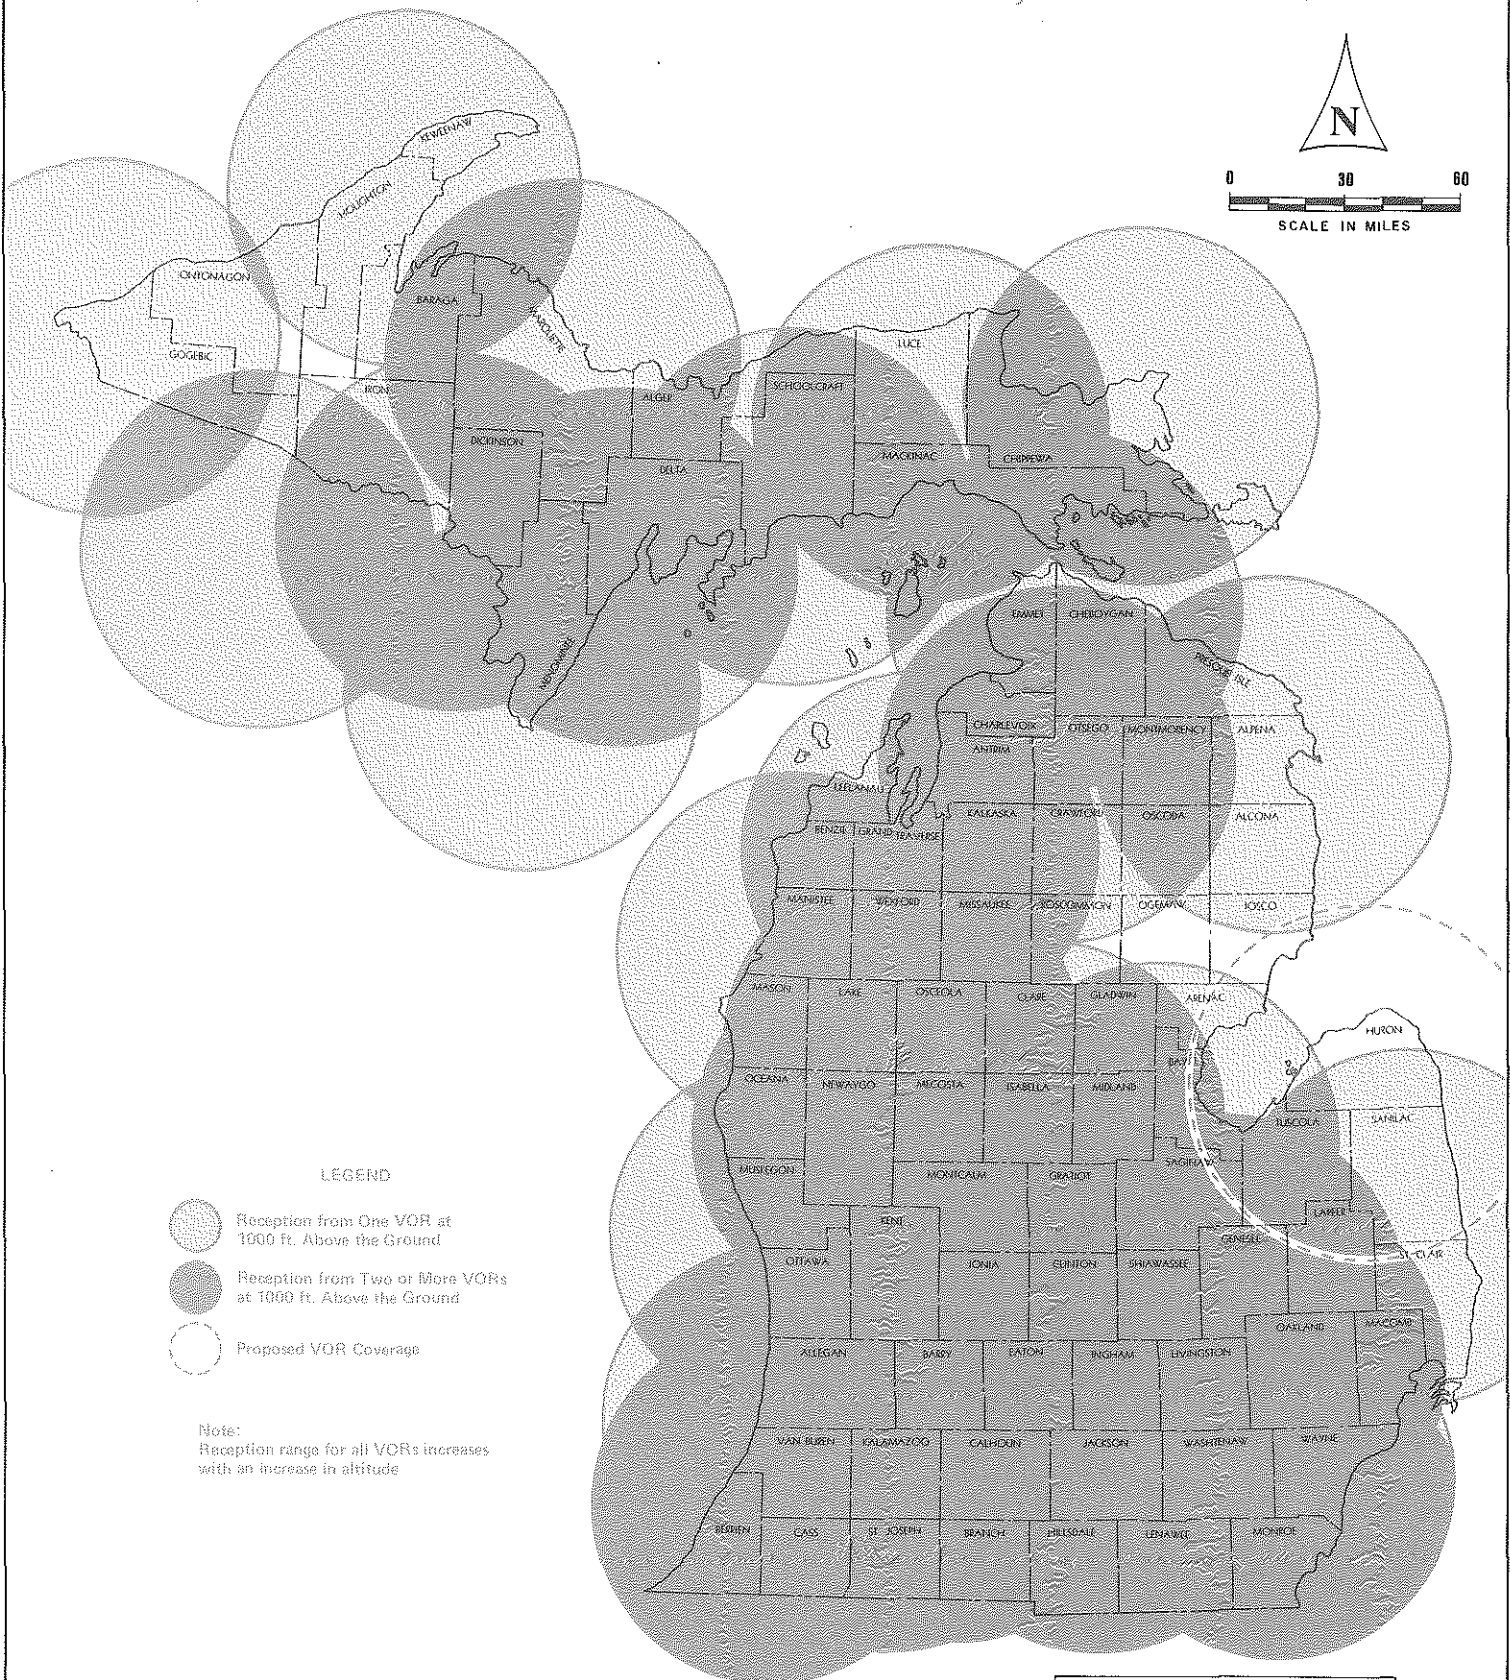 N
0 30 60
SCALE IN MILES
KEWEENAW
HOUGHTON
ONTONAGON
BARAGA
GOGEBIC
MARQUETTE
LUCE
IRON
ALGER
SCHOOLCRAFT
DICKINSON
MACKINAC
CHIPPEWA
DELTA
MENOMINEE
EMMET
CHEBOYGAN
PRESQUE ISLE
CHARLEVOIX
OTSEGO
MONTMORENCY
ALPENA
ANTRIM
LEELANAU
BENZIE
GRAND TRAVERSE
KALKASKA
CRAWFORD
OSCODA
ALCONA
MANISTEE
WEXFORD
MISSAUKEE
ROSCOMMON
OGEMAW
IOSCO
MASON
LAKE
OSCEOLA
CLARE
GLADWIN
ARENAC
HURON
BAY
OCEANA
NEWAYGO
MECOSTA
ISABELLA
MIDLAND
TUSCOLA
SANILAC
MUSKEGON
MONTCALM
GRATIOT
SAGINAW
LAPEER
KENT
GENESEE
ST. CLAIR
OTTAWA
IONIA
CLINTON
SHIAWASSEE
OAKLAND
MACOMB
ALLEGAN
BARRY
EATON
INGHAM
LIVINGSTON
VAN BUREN
KALAMAZOO
CALHOUN
JACKSON
WASHTENAW
WAYNE
BERRIEN
CASS
ST. JOSEPH
BRANCH
HILLSDALE
LENAWEE
MONROE
LEGEND
Reception from One VOR at
1000 ft. Above the Ground
Reception from Two or More VORs
at 1000 ft. Above the Ground
Proposed VOR Coverage
Note:
Reception range for all VORs increases
with an increase in altitude